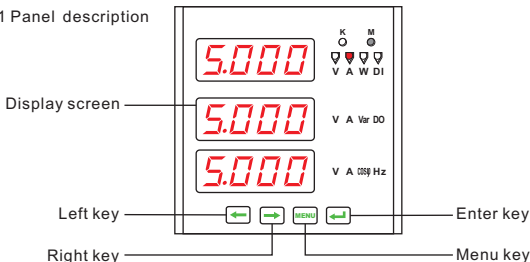 1 Panel description
K M
5.000
V A W DI
Display screen
5.000
V A Var DO
5.000
V A cosφ Hz
MENU
Left key
Enter key
Right key
Menu key